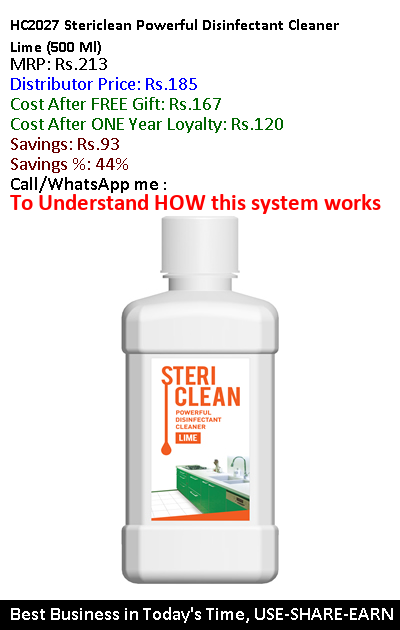 HC2027 Stericlean Powerful Disinfectant Cleaner
Lime (500 Ml)
MRP: Rs.213
Distributor Price: Rs.185
Cost After FREE Gift: Rs.167
Cost After ONE Year Loyalty: Rs.120
Savings: Rs.93
Savings %: 44%
Call/WhatsApp me :
To Understand HOW this system works
STERI
CLEAN
POWERFUL
DISINFECTANT
CLEANER
LIME
Best Business in Today's Time, USE-SHARE-EARN